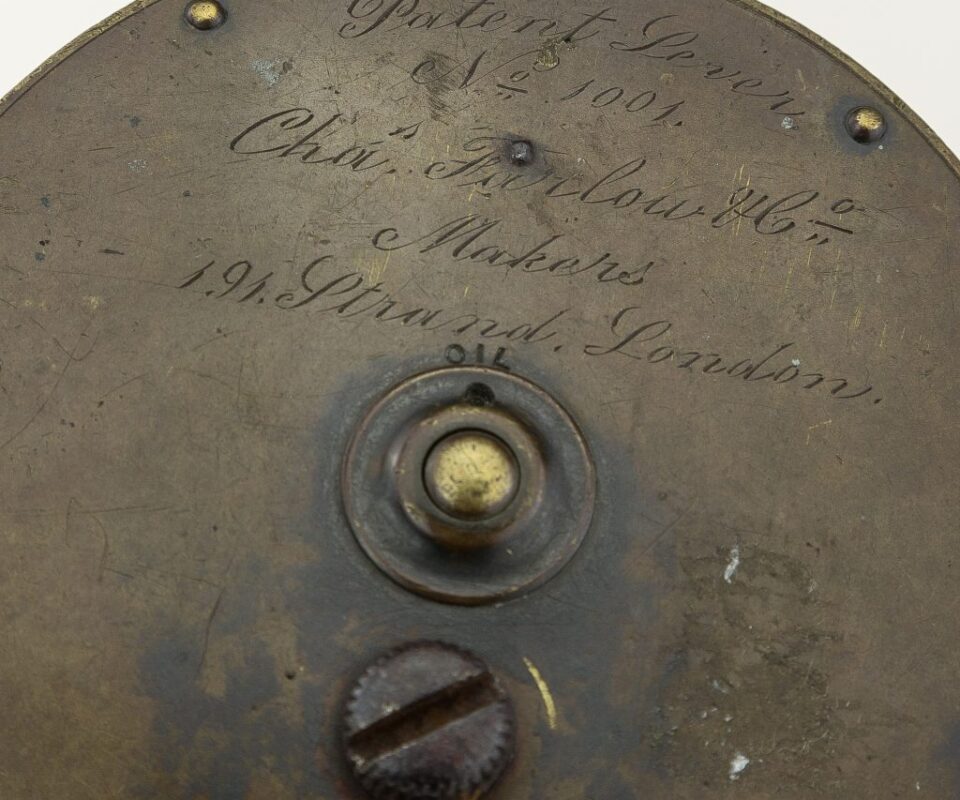 Patent Lever
Nº 1001.
Chaˢ. Farlow & Cº
Makers
191. Strand. London.
OIL